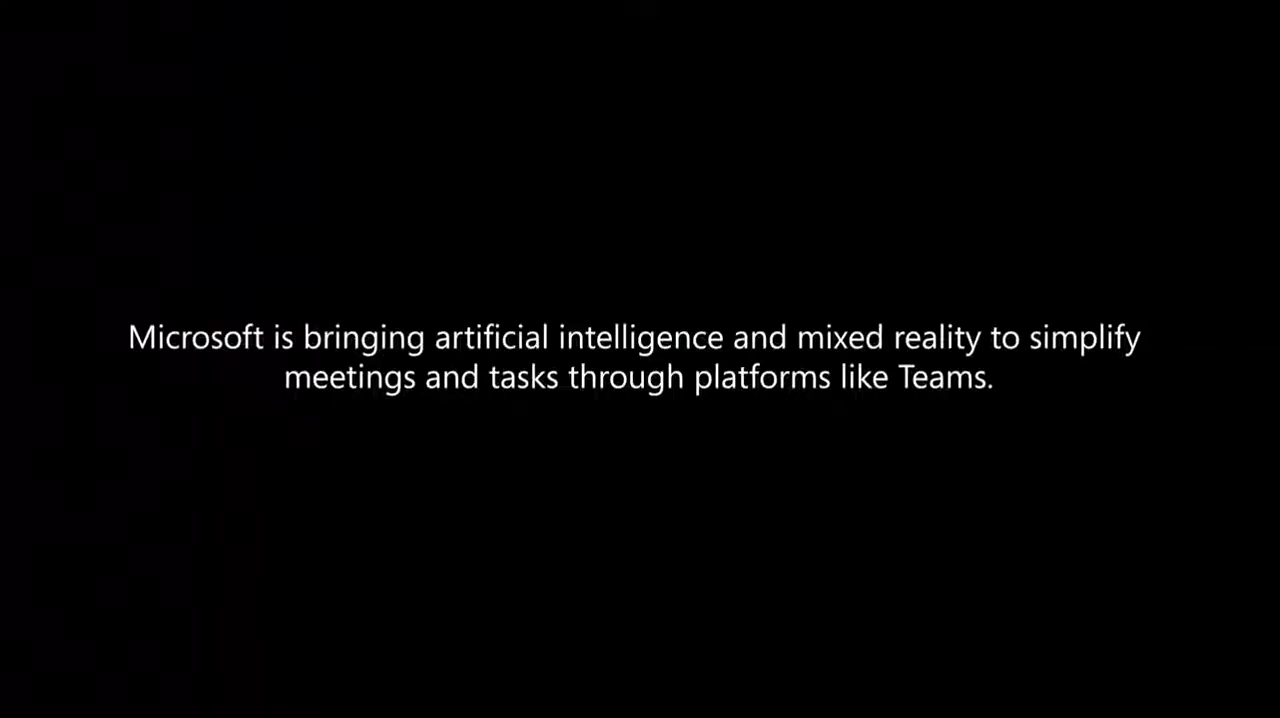 Microsoft is bringing artificial intelligence and mixed reality to simplify
meetings and tasks through platforms like Teams.